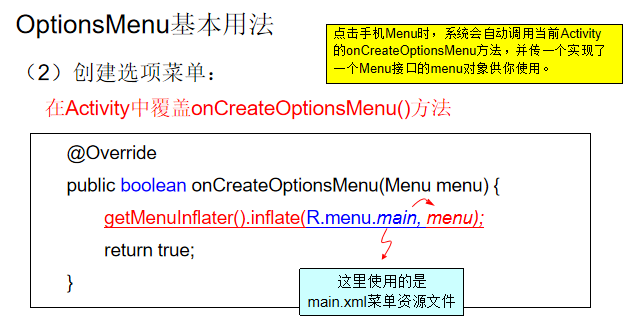 OptionsMenu基本用法
点击手机Menu时，系统会自动调用当前Activity
的onCreateOptionsMenu方法，并传一个实现了
一个Menu接口的menu对象供你使用。
（2）创建选项菜单：
在Activity中覆盖onCreateOptionsMenu()方法
@Override
public boolean onCreateOptionsMenu(Menu menu) {
getMenuInflater().inflate(R.menu.main, menu);
return true;
}
这里使用的是
main.xml菜单资源文件